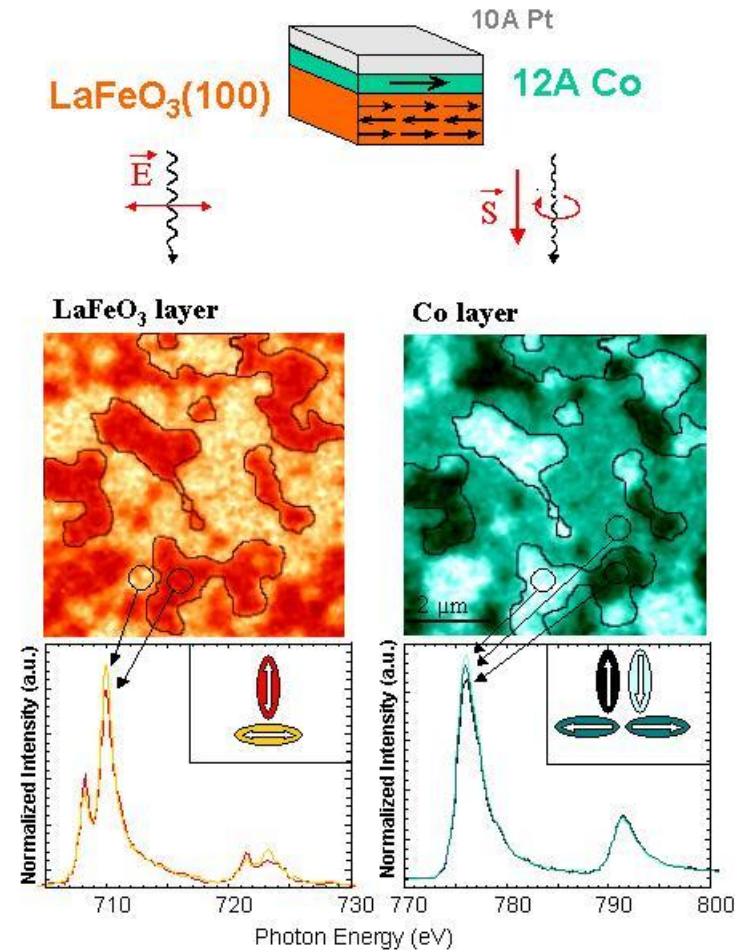 10A Pt
LaFeO₃(100)
12A Co
E
S
LaFeO₃ layer
Co layer
2 µm
Normalized Intensity (a.u.)
Normalized Intensity (a.u.)
710 720 730
770 780 790 800
Photon Energy (eV)